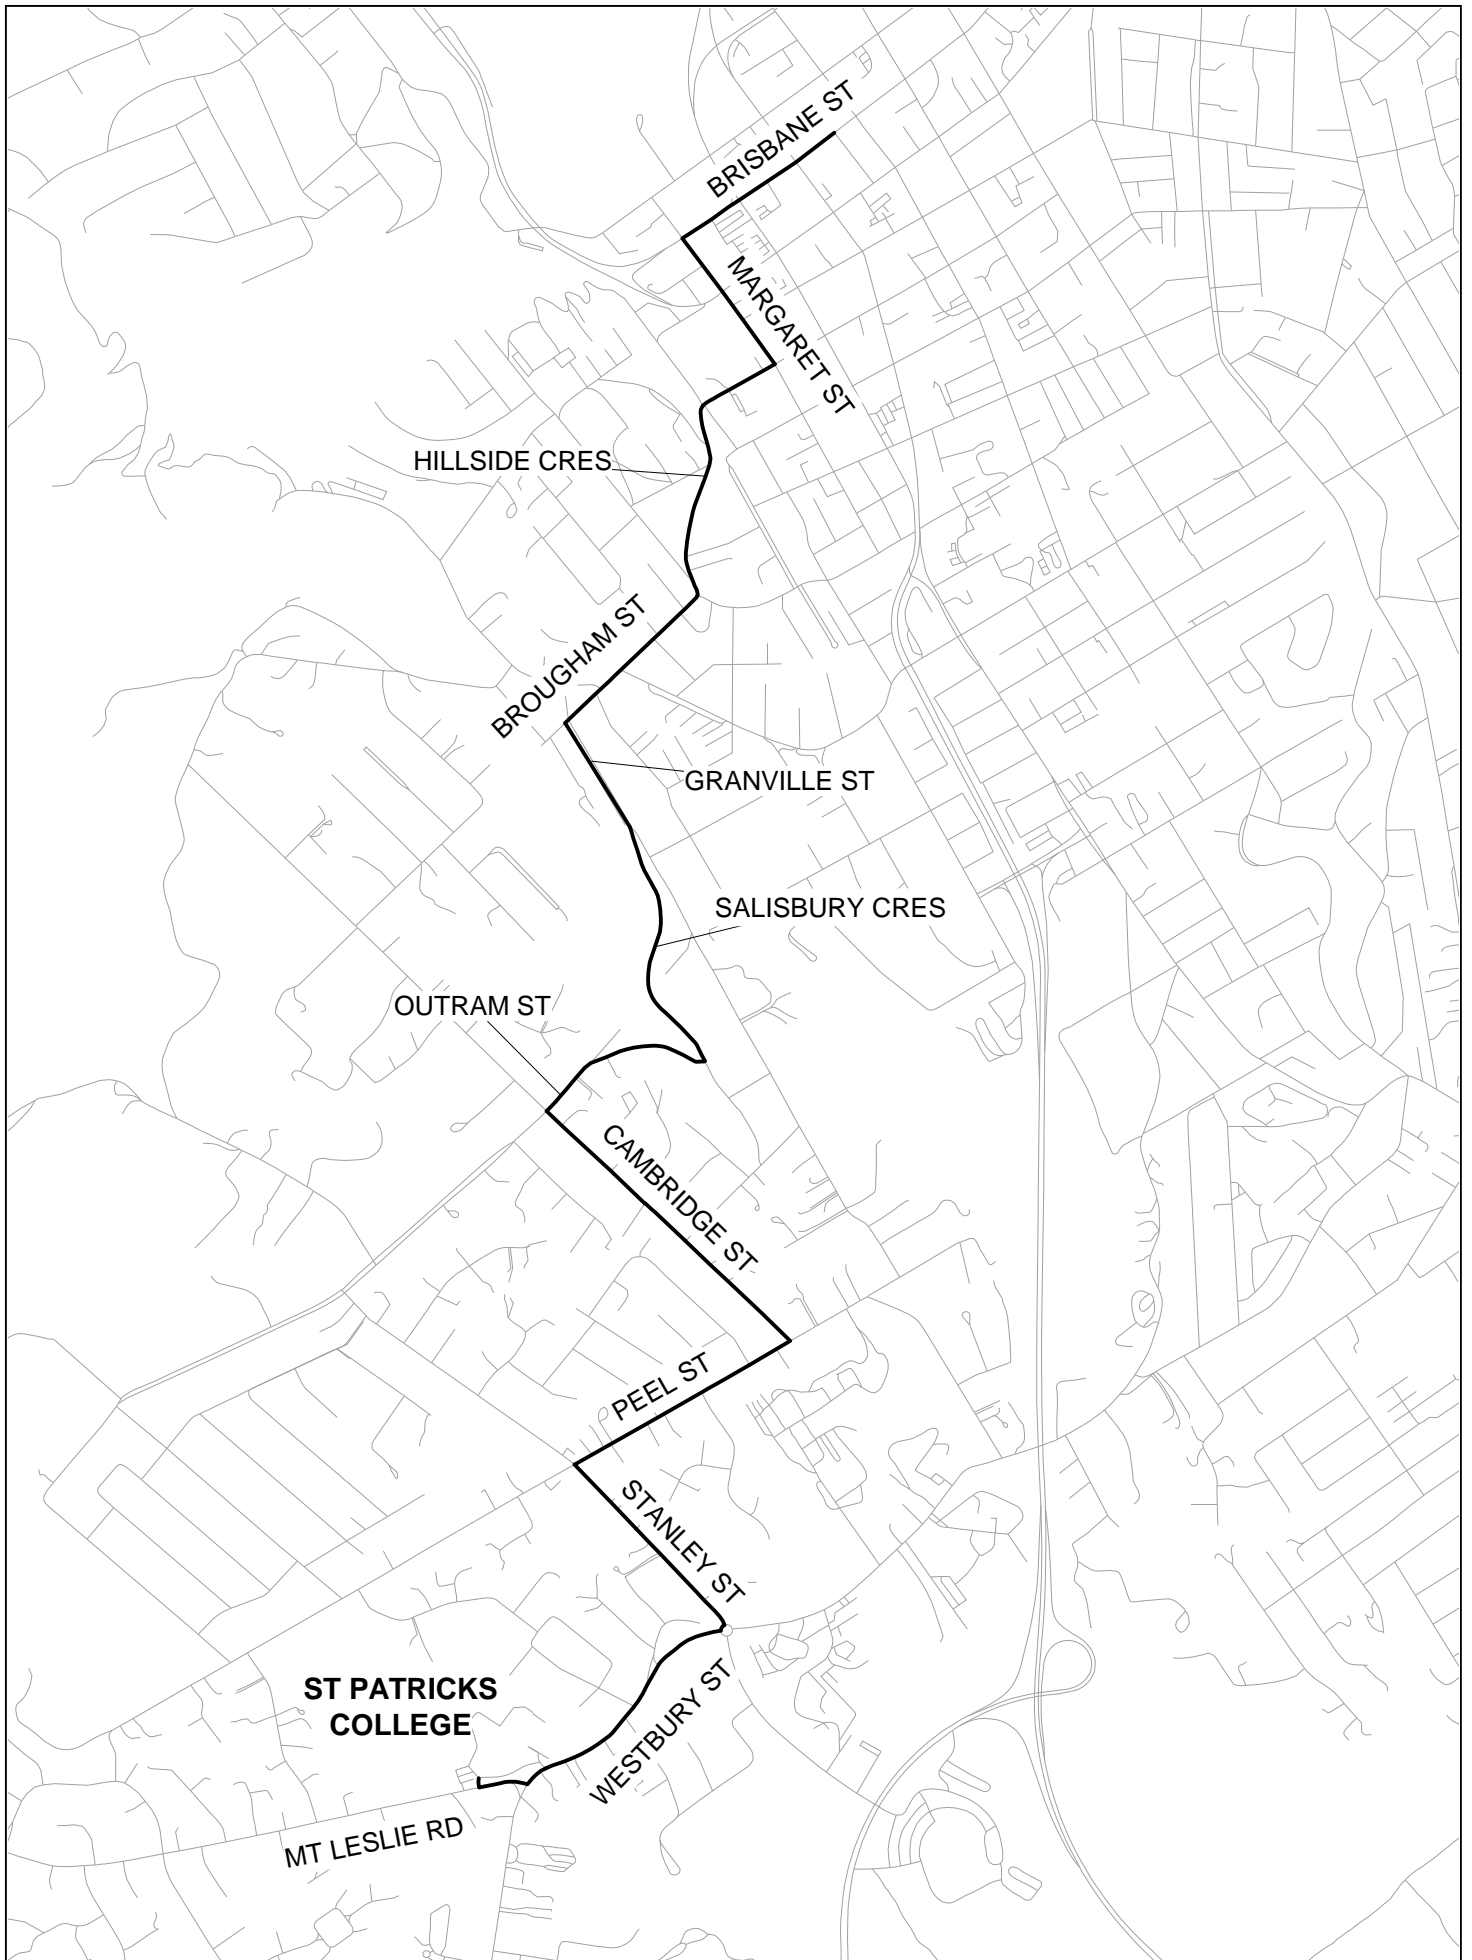 BRISBANE ST
MARGARET ST
HILLSIDE CRES
BROUGHAM ST
GRANVILLE ST
SALISBURY CRES
OUTRAM ST
CAMBRIDGE ST
PEEL ST
STANLEY ST
ST PATRICKS
COLLEGE
WESTBURY ST
MT LESLIE RD